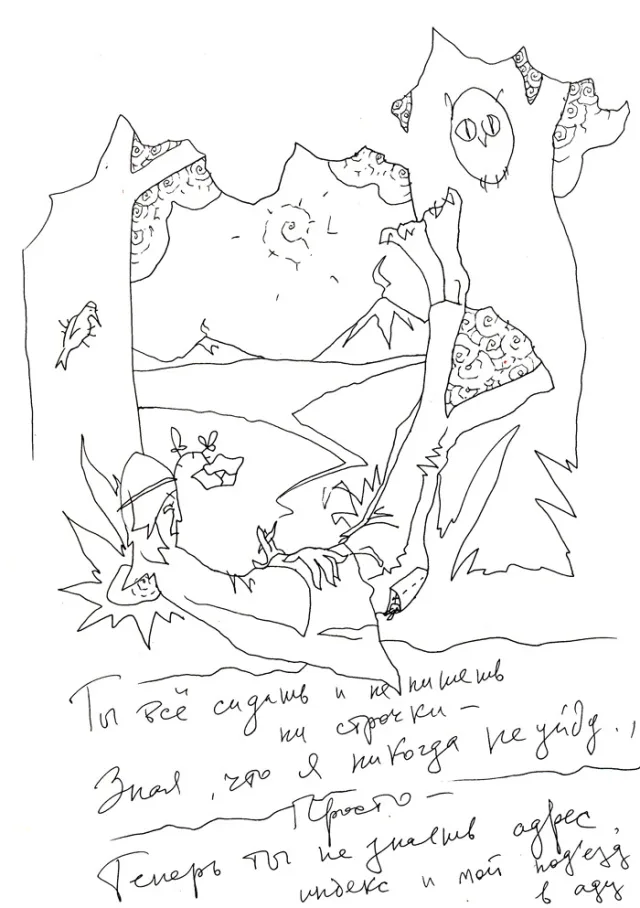 Ты всё сидишь и не пишешь
ни строчки –
Зная, что я никогда не уйду.,
Просто –
Теперь ты не знаешь адрес,
индекс и мой подъезд
в аду